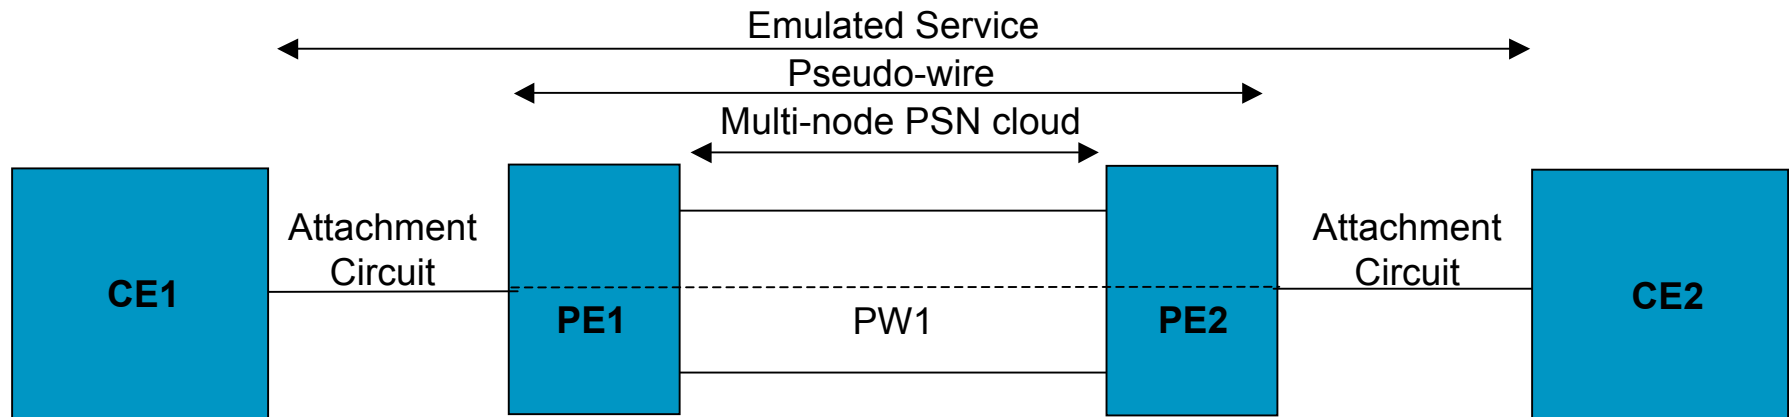 Emulated Service
Pseudo-wire
Multi-node PSN cloud
Attachment
Circuit
Attachment
Circuit
CE1
PE1
PW1
PE2
CE2